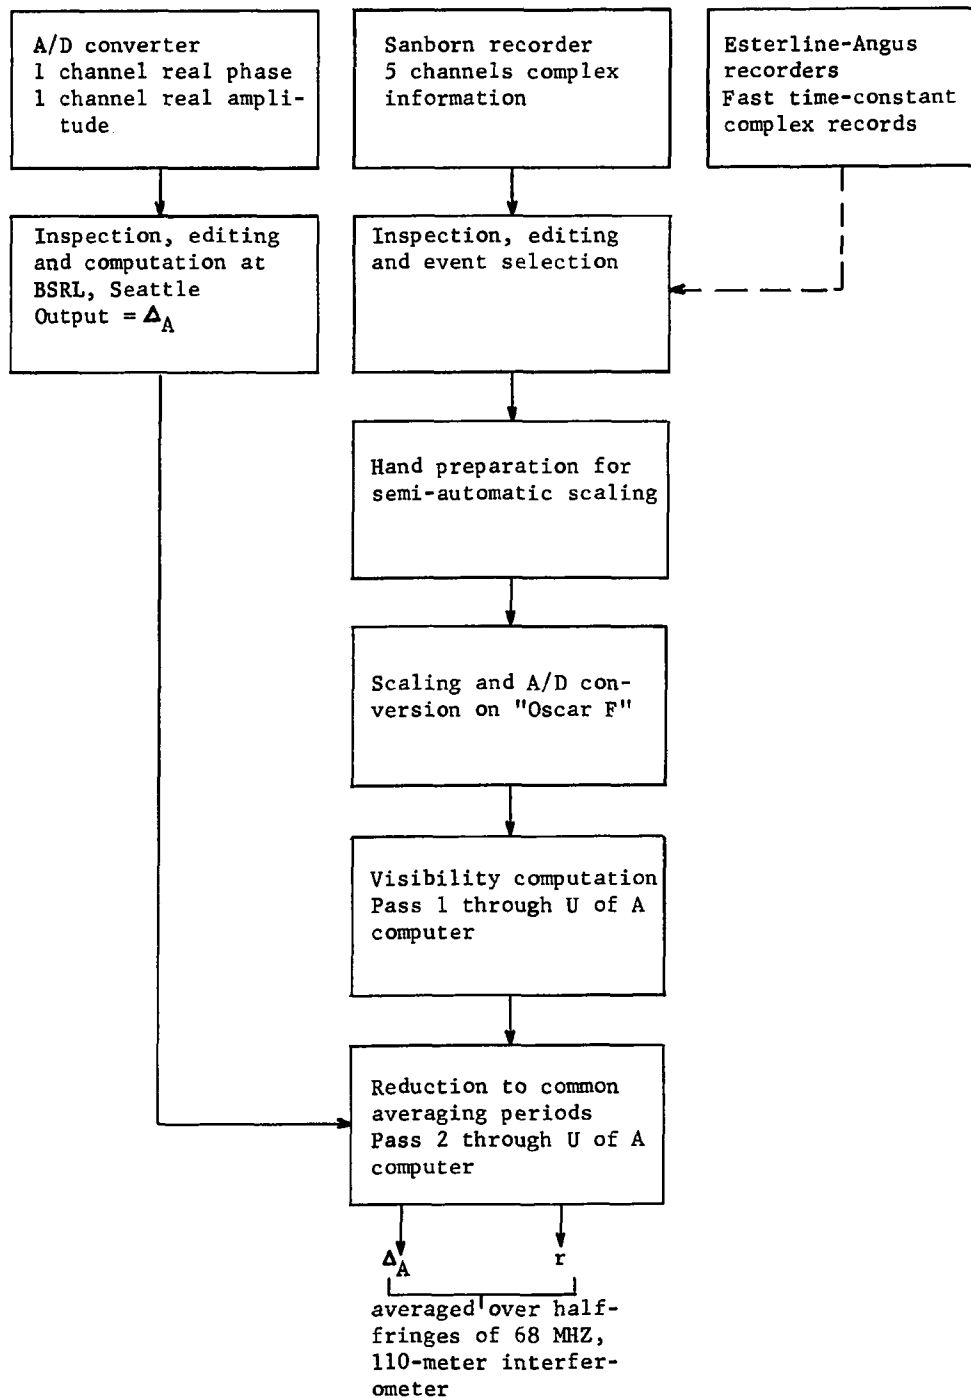 A/D converter
1 channel real phase
1 channel real ampli-
tude
Sanborn recorder
5 channels complex
information
Esterline-Angus
recorders
Fast time-constant
complex records
Inspection, editing
and computation at
BSRL, Seattle
Output = Δ_A
Inspection, editing
and event selection
Hand preparation for
semi-automatic scaling
Scaling and A/D con-
version on "Oscar F"
Visibility computation
Pass 1 through U of A
computer
Reduction to common
averaging periods
Pass 2 through U of A
computer
Δ_A r
averaged over half-
fringes of 68 MHZ,
110-meter interfer-
ometer